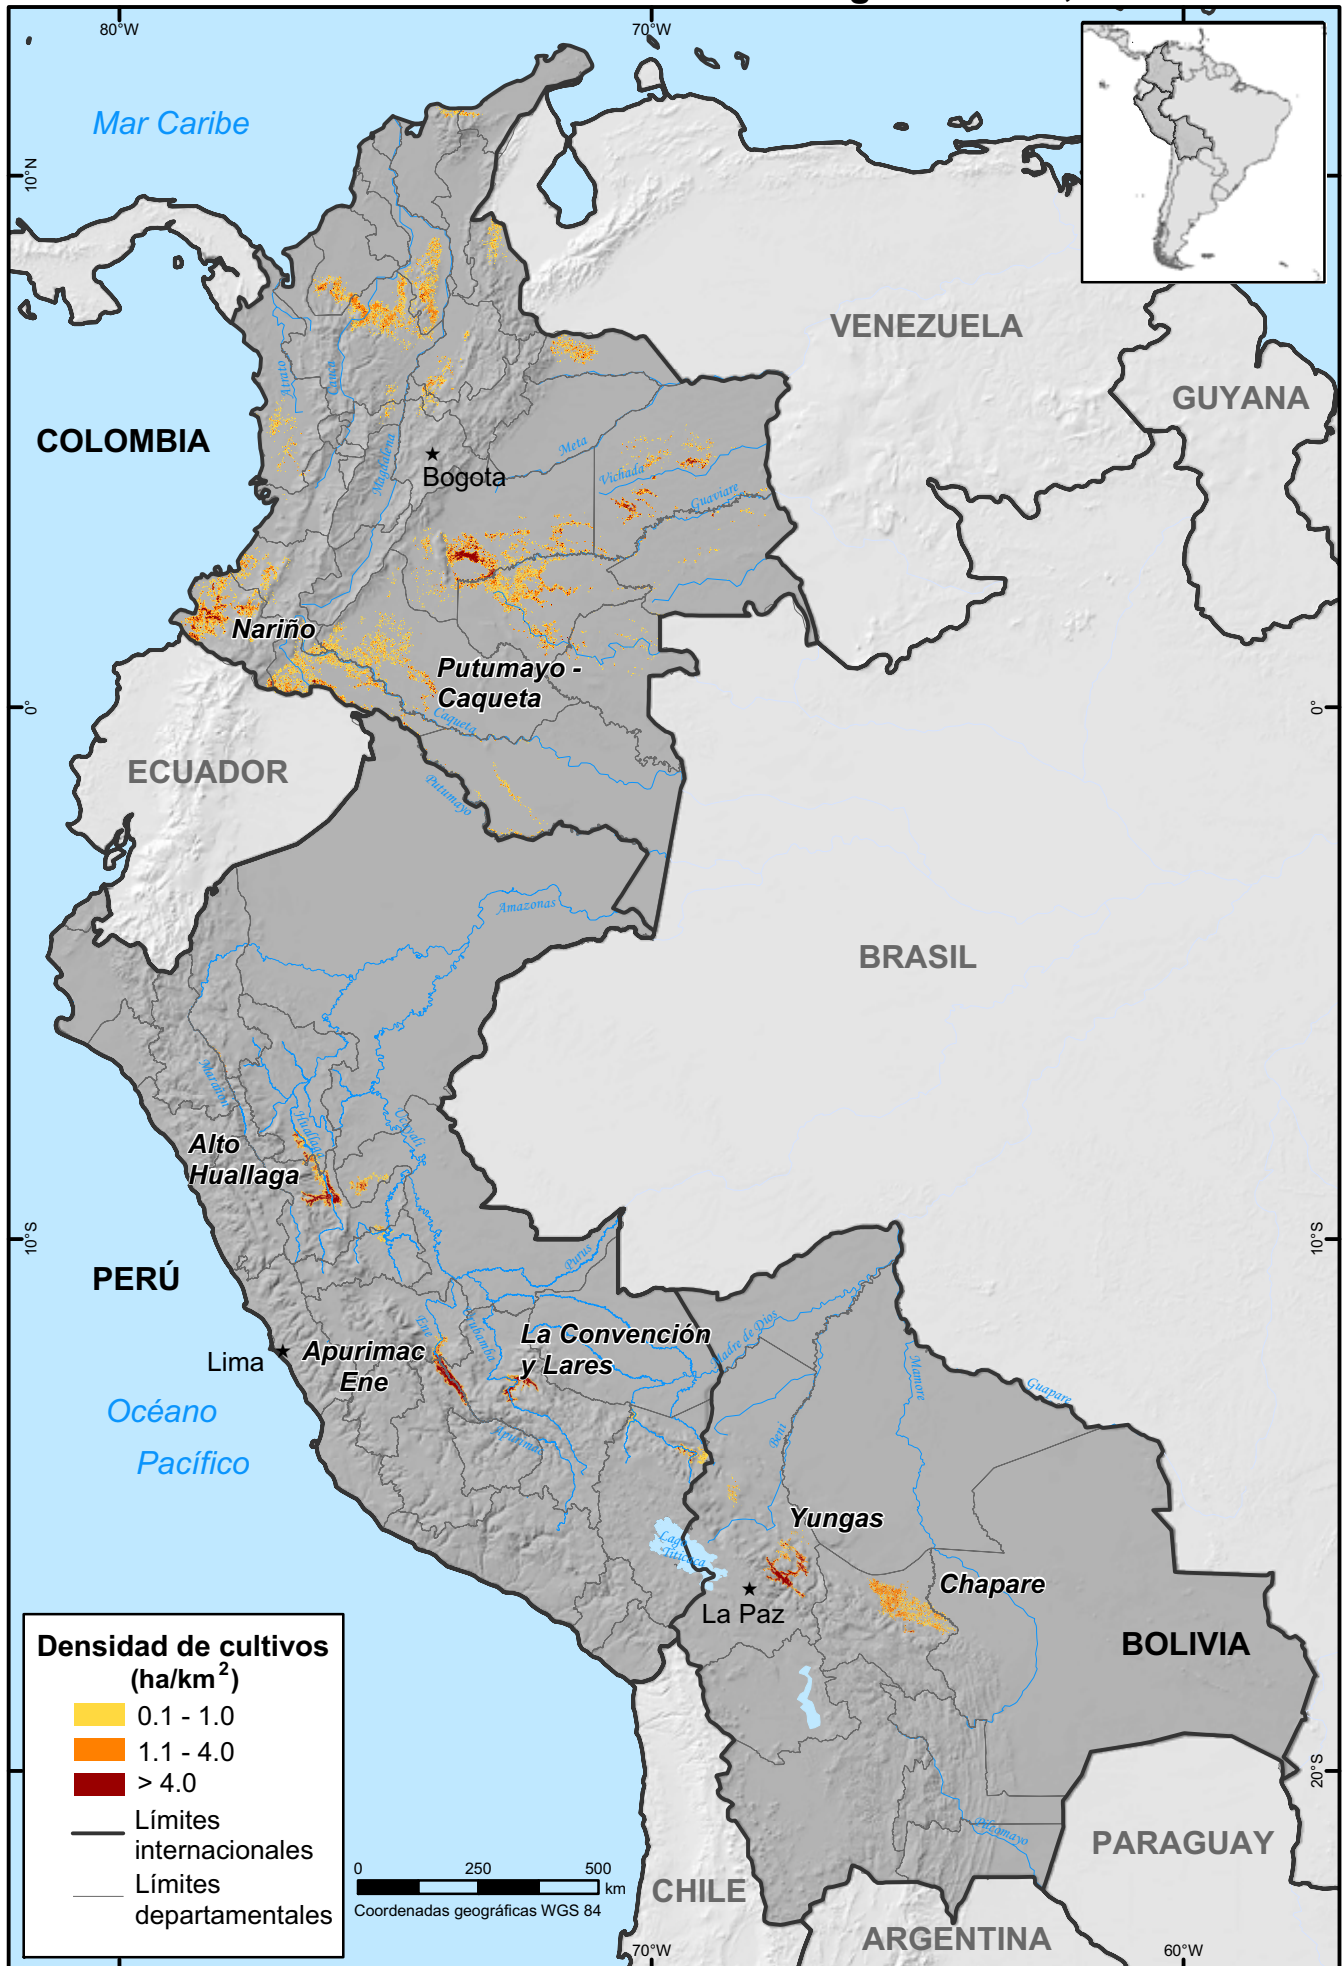 80°W
70°W
Mar Caribe
10°N
10°N
VENEZUELA
GUYANA
COLOMBIA
Atrato
Cauca
Magdalena
Meta
Bogota
Vichada
Guaviare
Nariño
Putumayo -
Caqueta
Caqueta
0°
0°
ECUADOR
Putumayo
Amazonas
BRASIL
Marañon
Huallaga
Ucayali
Alto
Huallaga
10°S
10°S
PERÚ
Purus
Ene
Urubamba
La Convención
y Lares
Madre de Dios
Lima
Apurimac
Ene
Mamore
Guapare
Océano
Pacífico
Apurimac
Beni
Yungas
Lago
Titicaca
Chapare
La Paz
BOLIVIA
Densidad de cultivos
(ha/km²)
0.1 - 1.0
1.1 - 4.0
> 4.0
Límites
internacionales
Límites
departamentales
0 250 500
km
Coordenadas geográficas WGS 84
20°S
Pilcomayo
PARAGUAY
CHILE
ARGENTINA
70°W
60°W